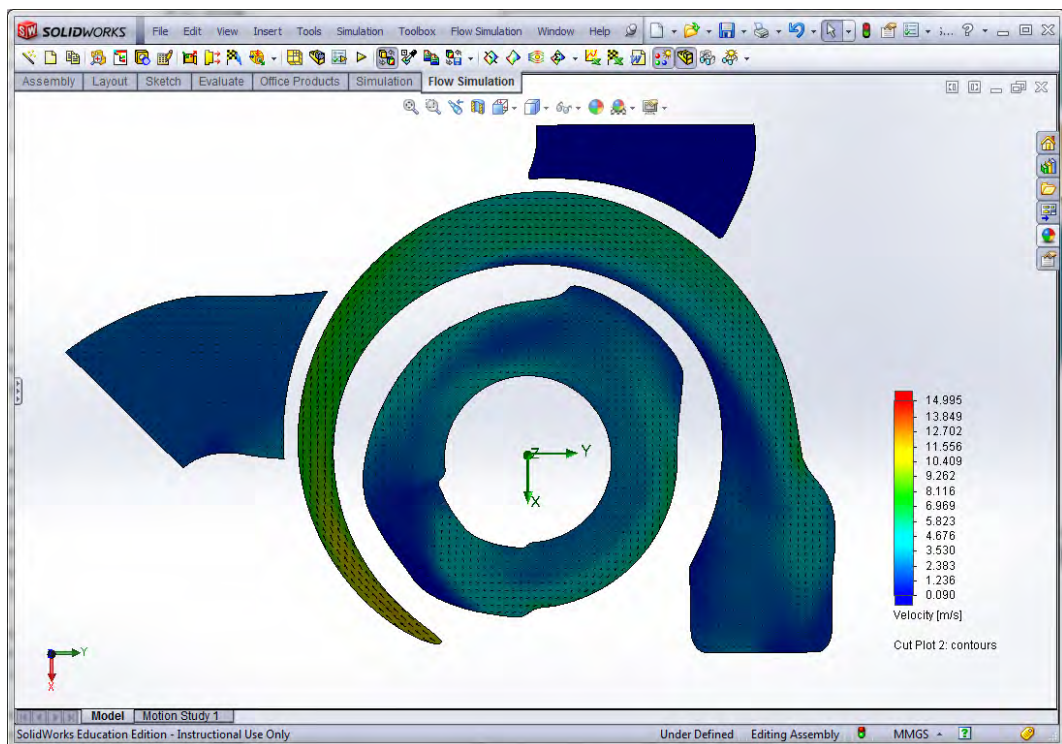 SOLIDWORKS File Edit View Insert Tools Simulation Toolbox Flow Simulation Window Help
Assembly Layout Sketch Evaluate Office Products Simulation Flow Simulation
Z
Y
X
14.995
13.849
12.702
11.556
10.409
9.262
8.116
6.969
5.823
4.676
3.530
2.383
1.236
0.090
Velocity [m/s]
Cut Plot 2: contours
Y
X
Model Motion Study 1
SolidWorks Education Edition - Instructional Use Only Under Defined Editing Assembly MMGS